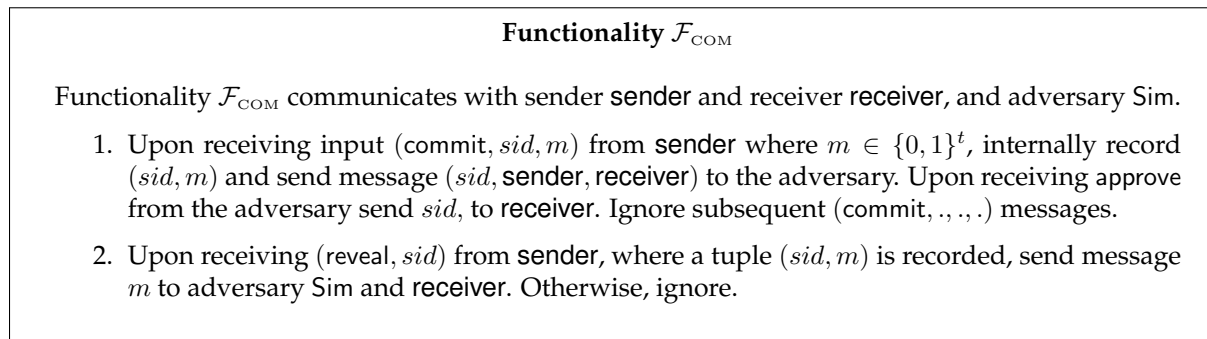 Functionality F_COM
Functionality F_COM communicates with sender sender and receiver receiver, and adversary Sim.
1. Upon receiving input (commit, sid, m) from sender where m ∈ {0, 1}^t, internally record
(sid, m) and send message (sid, sender, receiver) to the adversary. Upon receiving approve
from the adversary send sid, to receiver. Ignore subsequent (commit, ., ., .) messages.
2. Upon receiving (reveal, sid) from sender, where a tuple (sid, m) is recorded, send message
m to adversary Sim and receiver. Otherwise, ignore.